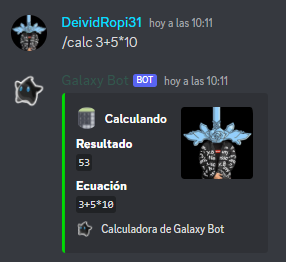 DeividRopi31 hoy a las 10:11
/calc 3+5*10
Galaxy Bot BOT hoy a las 10:11
Calculando
Resultado
53
Ecuación
3+5*10
Calculadora de Galaxy Bot